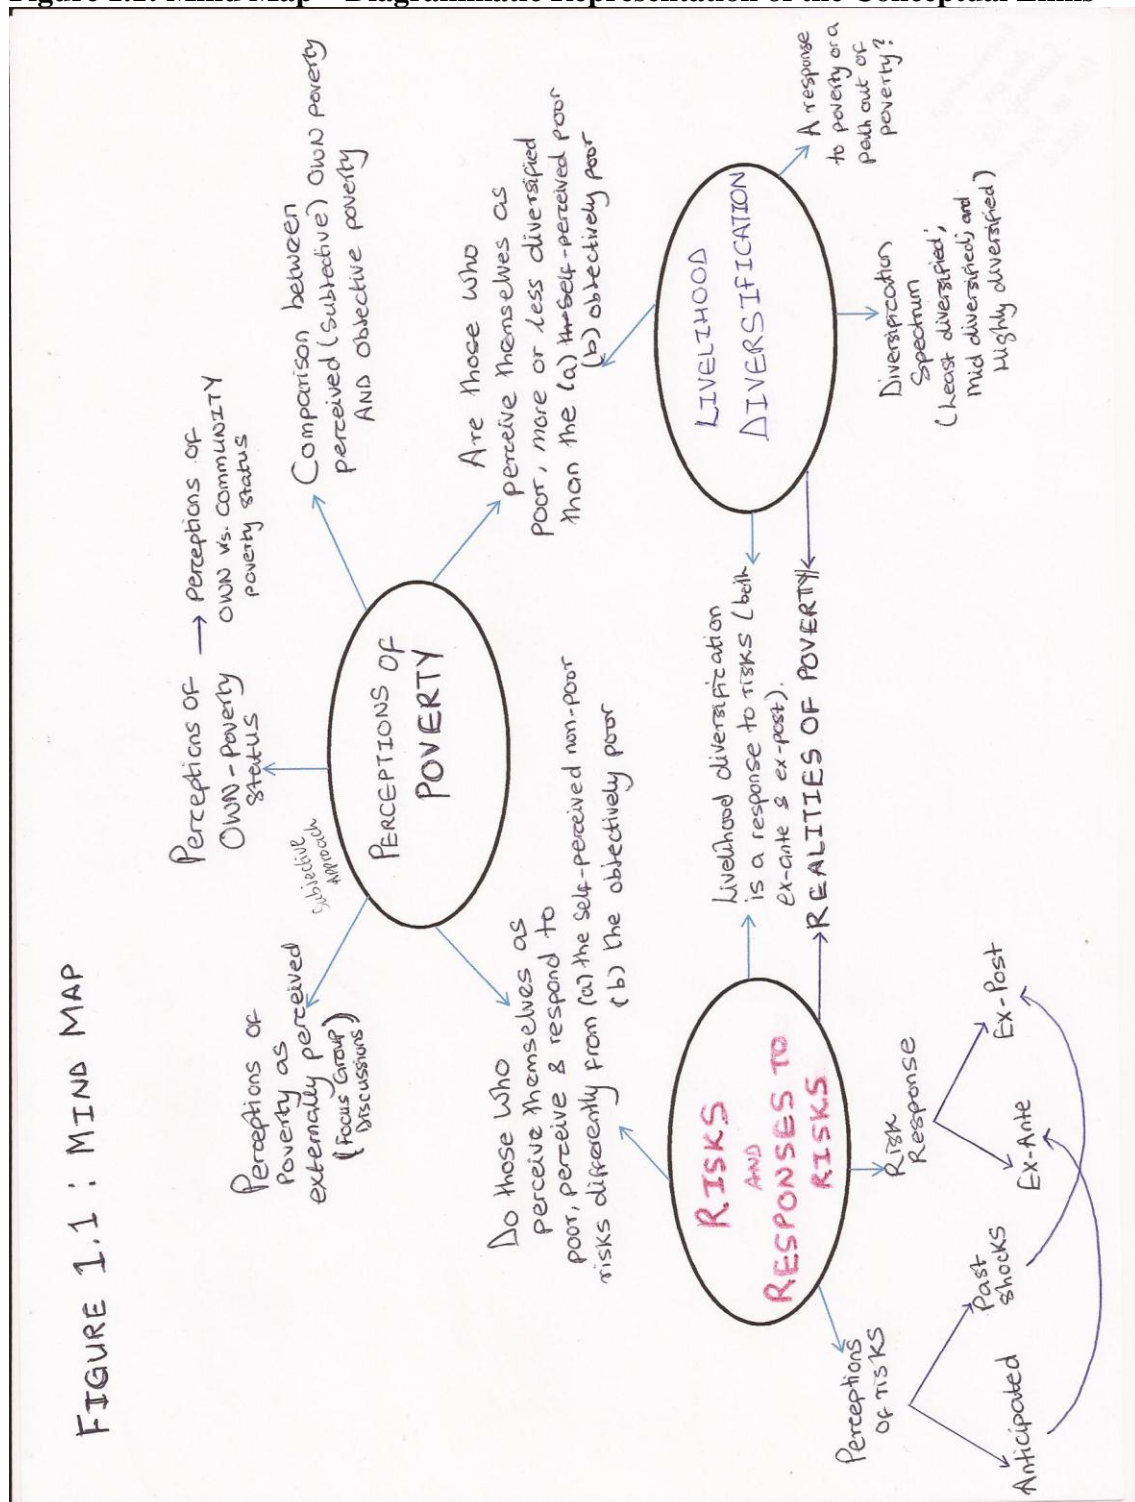 Figure 1.1: Mind Map – Diagrammatic Representation of the Conceptual Links
FIGURE 1.1 : MIND MAP
Perceptions of
OWN-Poverty
Status
Perceptions of
OWN vs. COMMUNITY
poverty status
Perceptions of
Poverty as
externally perceived
(Focus Group
Discussions)
Subjective
Approach
Comparison between
perceived (subjective) OWN poverty
AND objective poverty
PERCEPTIONS OF
POVERTY
Do those who
perceive themselves as
poor, perceive & respond to
risks differently from (a) the self-perceived non-poor
(b) the objectively poor
Are those who
perceive themselves as
poor, more or less diversified
than the (a) self-perceived poor
(b) objectively poor
RISKS
AND
RESPONSES TO
RISKS
Livelihood diversification
is a response to risks (both
ex-ante & ex-post).
REALITIES OF POVERTY
LIVELIHOOD
DIVERSIFICATION
A response
to poverty or a
path out of
poverty?
Diversification
Spectrum
(Least diversified;
Mid diversified; and
Highly diversified)
Perceptions
of risks
Risk
Response
Anticipated
Past
Shocks
Ex-Ante
Ex-Post